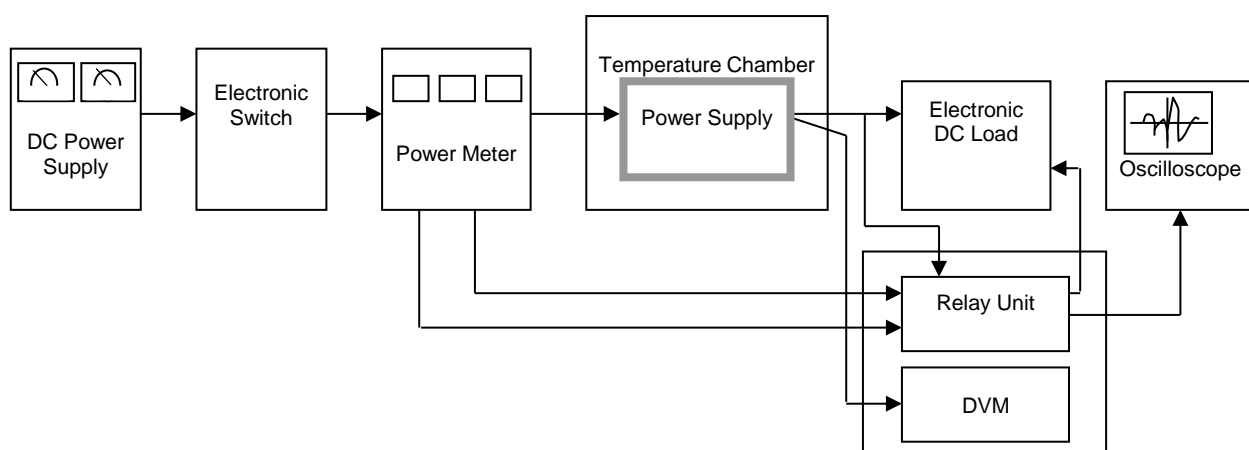 DC Power
Supply
Electronic
Switch
Power Meter
Temperature Chamber
Power Supply
Electronic
DC Load
Oscilloscope
Relay Unit
DVM